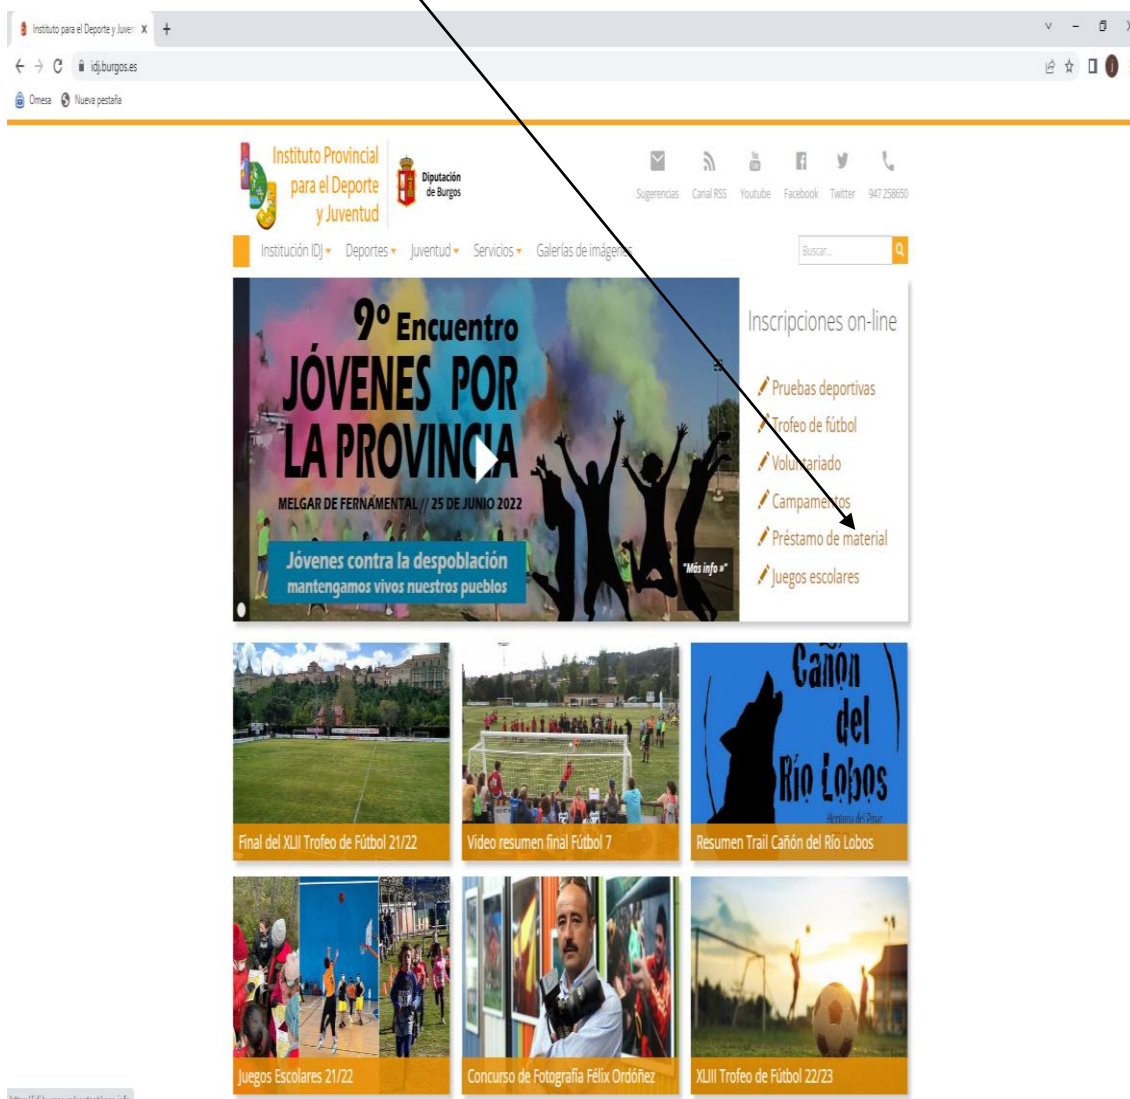 Instituto para el Deporte y Juven
idj.burgos.es
Omesa Nueva pestaña
Instituto Provincial
para el Deporte
y Juventud
Diputación
de Burgos
Sugerencias Canal RSS Youtube Facebook Twitter 947 258650
Institución IDJ Deportes Juventud Servicios Galerías de imágenes
Buscar...
9º Encuentro
JÓVENES POR
LA PROVINCIA
MELGAR DE FERNAMENTAL // 25 DE JUNIO 2022
Jóvenes contra la despoblación
mantengamos vivos nuestros pueblos
"Más info »"
Inscripciones on-line
Pruebas deportivas
Trofeo de fútbol
Voluntariado
Campamentos
Préstamo de material
Juegos escolares
Final del XLII Trofeo de Fútbol 21/22
Video resumen final Fútbol 7
Cañón
del
Río Lobos
Resumen Trail Cañón del Río Lobos
Juegos Escolares 21/22
Concurso de Fotografía Félix Ordóñez
XLIII Trofeo de Fútbol 22/23